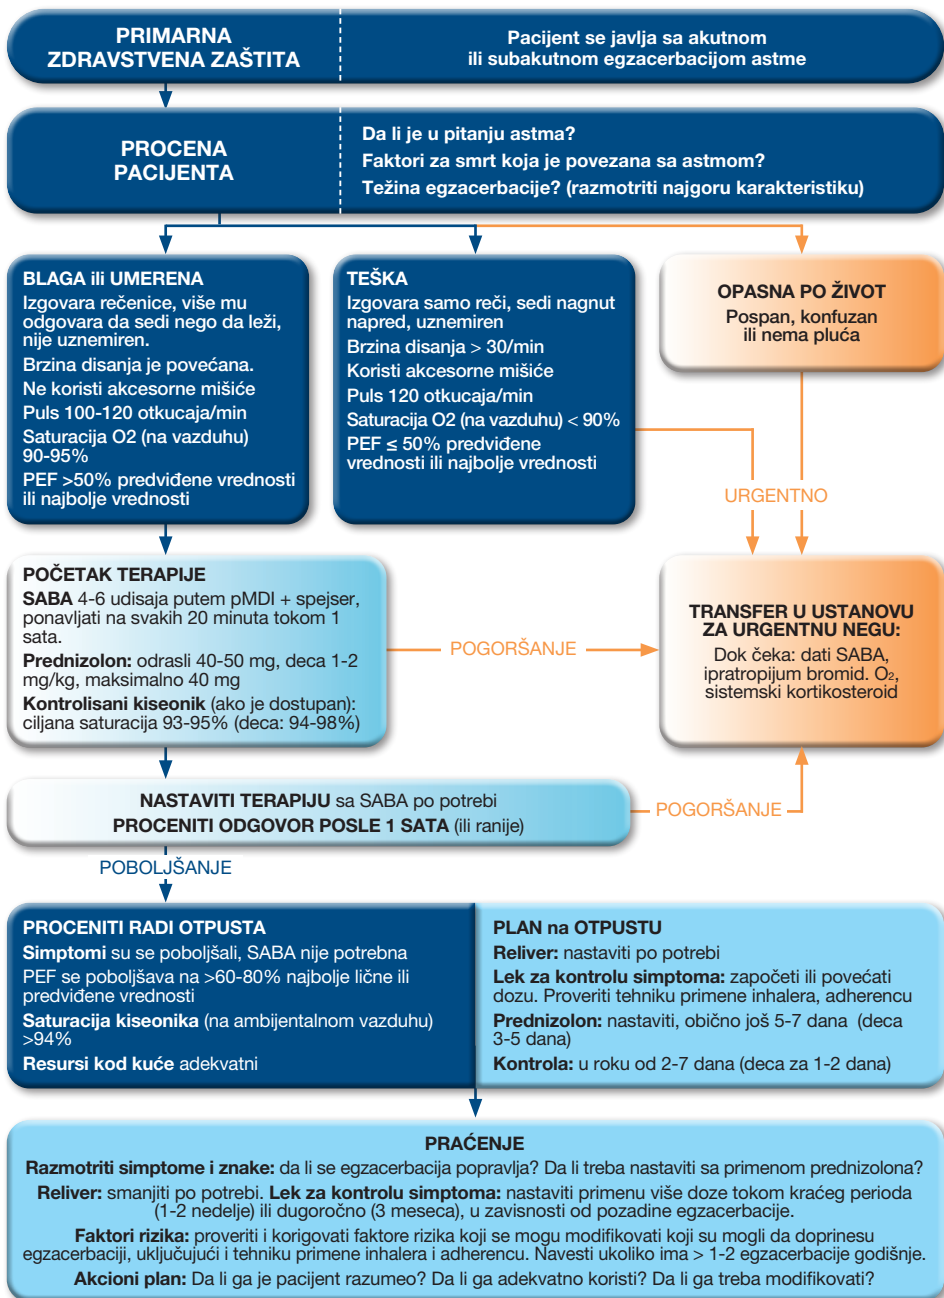 PRIMARNA
ZDRAVSTVENA ZAŠTITA
Pacijent se javlja sa akutnom
ili subakutnom egzacerbacijom astme
PROCENA
PACIJENTA
Da li je u pitanju astma?
Faktori za smrt koja je povezana sa astmom?
Težina egzacerbacije? (razmotriti najgoru karakteristiku)
BLAGA ili UMERENA
Izgovara rečenice, više mu
odgovara da sedi nego da leži,
nije uznemiren.
Brzina disanja je povećana.
Ne koristi akcesorne mišiće
Puls 100-120 otkucaja/min
Saturacija O2 (na vazduhu)
90-95%
PEF >50% predviđene vrednosti
ili najbolje vrednosti
TEŠKA
Izgovara samo reči, sedi nagnut
napred, uznemiren
Brzina disanja > 30/min
Koristi akcesorne mišiće
Puls 120 otkucaja/min
Saturacija O2 (na vazduhu) < 90%
PEF ≤ 50% predviđene
vrednosti ili najbolje vrednosti
OPASNA PO ŽIVOT
Pospan, konfuzan
ili nema pluća
URGENTNO
POČETAK TERAPIJE
SABA 4-6 udisaja putem pMDI + spejser,
ponavljati na svakih 20 minuta tokom 1
sata.
Prednizolon: odrasli 40-50 mg, deca 1-2
mg/kg, maksimalno 40 mg
Kontrolisani kiseonik (ako je dostupan):
ciljana saturacija 93-95% (deca: 94-98%)
POGORŠANJE
TRANSFER U USTANOVU
ZA URGENTNU NEGU:
Dok čeka: dati SABA,
ipratropijum bromid. O₂,
sistemski kortikosteroid
NASTAVITI TERAPIJU sa SABA po potrebi
PROCENITI ODGOVOR POSLE 1 SATA (ili ranije)
POGORŠANJE
POBOLJŠANJE
PROCENITI RADI OTPUSTA
Simptomi su se poboljšali, SABA nije potrebna
PEF se poboljšava na >60-80% najbolje lične ili
predviđene vrednosti
Saturacija kiseonika (na ambijentalnom vazduhu)
>94%
Resursi kod kuće adekvatni
PLAN na OTPUSTU
Reliver: nastaviti po potrebi
Lek za kontrolu simptoma: započeti ili povećati
dozu. Proveriti tehniku primene inhalera, adherencu
Prednizolon: nastaviti, obično još 5-7 dana (deca
3-5 dana)
Kontrola: u roku od 2-7 dana (deca za 1-2 dana)
PRAĆENJE
Razmotriti simptome i znake: da li se egzacerbacija popravlja? Da li treba nastaviti sa primenom prednizolona?
Reliver: smanjiti po potrebi. Lek za kontrolu simptoma: nastaviti primenu više doze tokom kraćeg perioda
(1-2 nedelje) ili dugoročno (3 meseca), u zavisnosti od pozadine egzacerbacije.
Faktori rizika: proveriti i korigovati faktore rizika koji se mogu modifikovati koji su mogli da doprinesu
egzacerbaciji, uključujući i tehniku primene inhalera i adherencu. Navesti ukoliko ima > 1-2 egzacerbacije godišnje.
Akcioni plan: Da li ga je pacijent razumeo? Da li ga adekvatno koristi? Da li ga treba modifikovati?